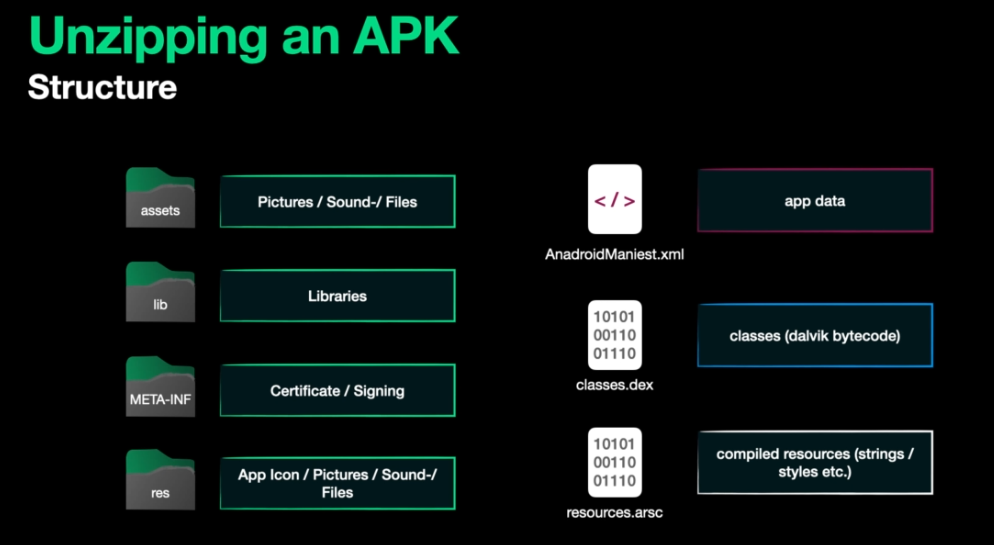 Unzipping an APK
Structure
assets
Pictures / Sound-/ Files
lib
Libraries
META-INF
Certificate / Signing
res
App Icon / Pictures / Sound-/
Files
</>
AnadroidManiest.xml
app data
10101
00110
01110
classes.dex
classes (dalvik bytecode)
10101
00110
01110
resources.arsc
compiled resources (strings /
styles etc.)